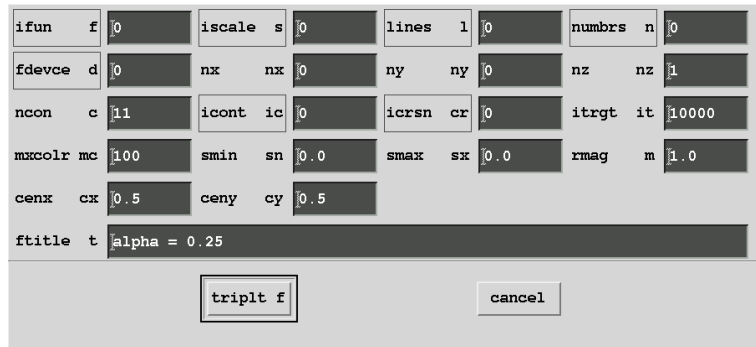 ifun f 0 iscale s 0 lines l 0 numbrs n 0
fdevce d 0 nx nx 0 ny ny 0 nz nz 1
ncon c 11 icont ic 0 icrsn cr 0 itrgt it 10000
mxcolr mc 100 smin sn 0.0 smax sx 0.0 rmag m 1.0
cenx cx 0.5 ceny cy 0.5
ftitle t alpha = 0.25
triplt f cancel